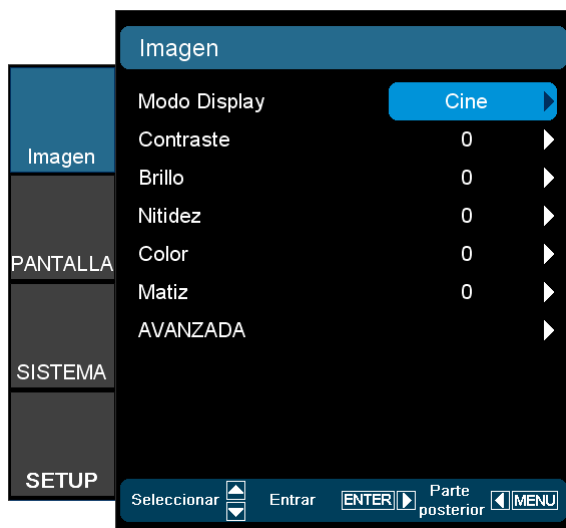 Imagen
Imagen
PANTALLA
SISTEMA
SETUP
Modo Display Cine
Contraste 0
Brillo 0
Nitidez 0
Color 0
Matiz 0
AVANZADA
Seleccionar Entrar ENTER Parte posterior MENU